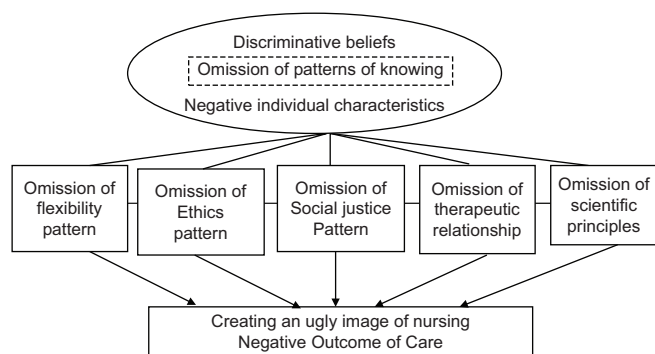 Discriminative beliefs
Omission of patterns of knowing
Negative individual characteristics
Omission of
flexibility
pattern
Omission of
Ethics
pattern
Omission of
Social justice
Pattern
Omission of
therapeutic
relationship
Omission of
scientific
principles
Creating an ugly image of nursing
Negative Outcome of Care